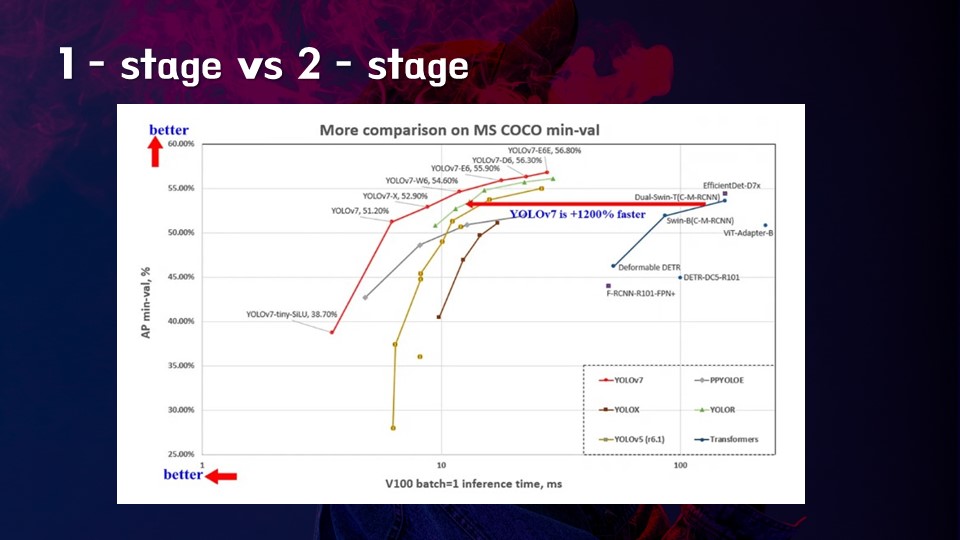 1 - stage vs 2 - stage
better
More comparison on MS COCO min-val
60.00%
55.00%
50.00%
45.00%
40.00%
35.00%
30.00%
25.00%
AP min-val, %
YOLOv7-E6E, 56.80%
YOLOv7-D6, 56.30%
YOLOv7-E6, 55.90%
YOLOv7-W6, 54.60%
YOLOv7-X, 52.90%
YOLOv7, 51.20%
YOLOv7-tiny-SiLU, 38.70%
YOLOv7 is +1200% faster
EfficientDet-D7x
Dual-Swin-T(C-M-RCNN)
Swin-B(C-M-RCNN)
ViT-Adapter-B
Deformable DETR
DETR-DC5-R101
F-RCNN-R101-FPN+
YOLOv7
PPYOLOE
YOLOX
YOLOR
YOLOv5 (r6.1)
Transformers
1
10
100
better
V100 batch=1 inference time, ms